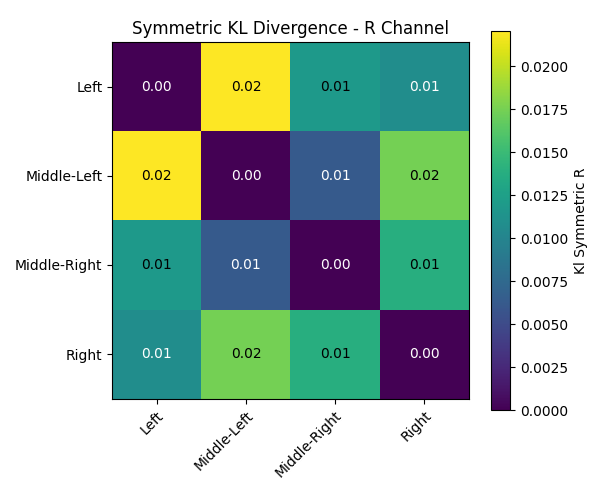 Symmetric KL Divergence - R Channel
Left
0.00 0.02 0.01 0.01
Middle-Left
0.02 0.00 0.01 0.02
Middle-Right
0.01 0.01 0.00 0.01
Right
0.01 0.02 0.01 0.00
Left Middle-Left Middle-Right Right
0.0200
0.0175
0.0150
0.0125
0.0100
0.0075
0.0050
0.0025
0.0000
Kl Symmetric R